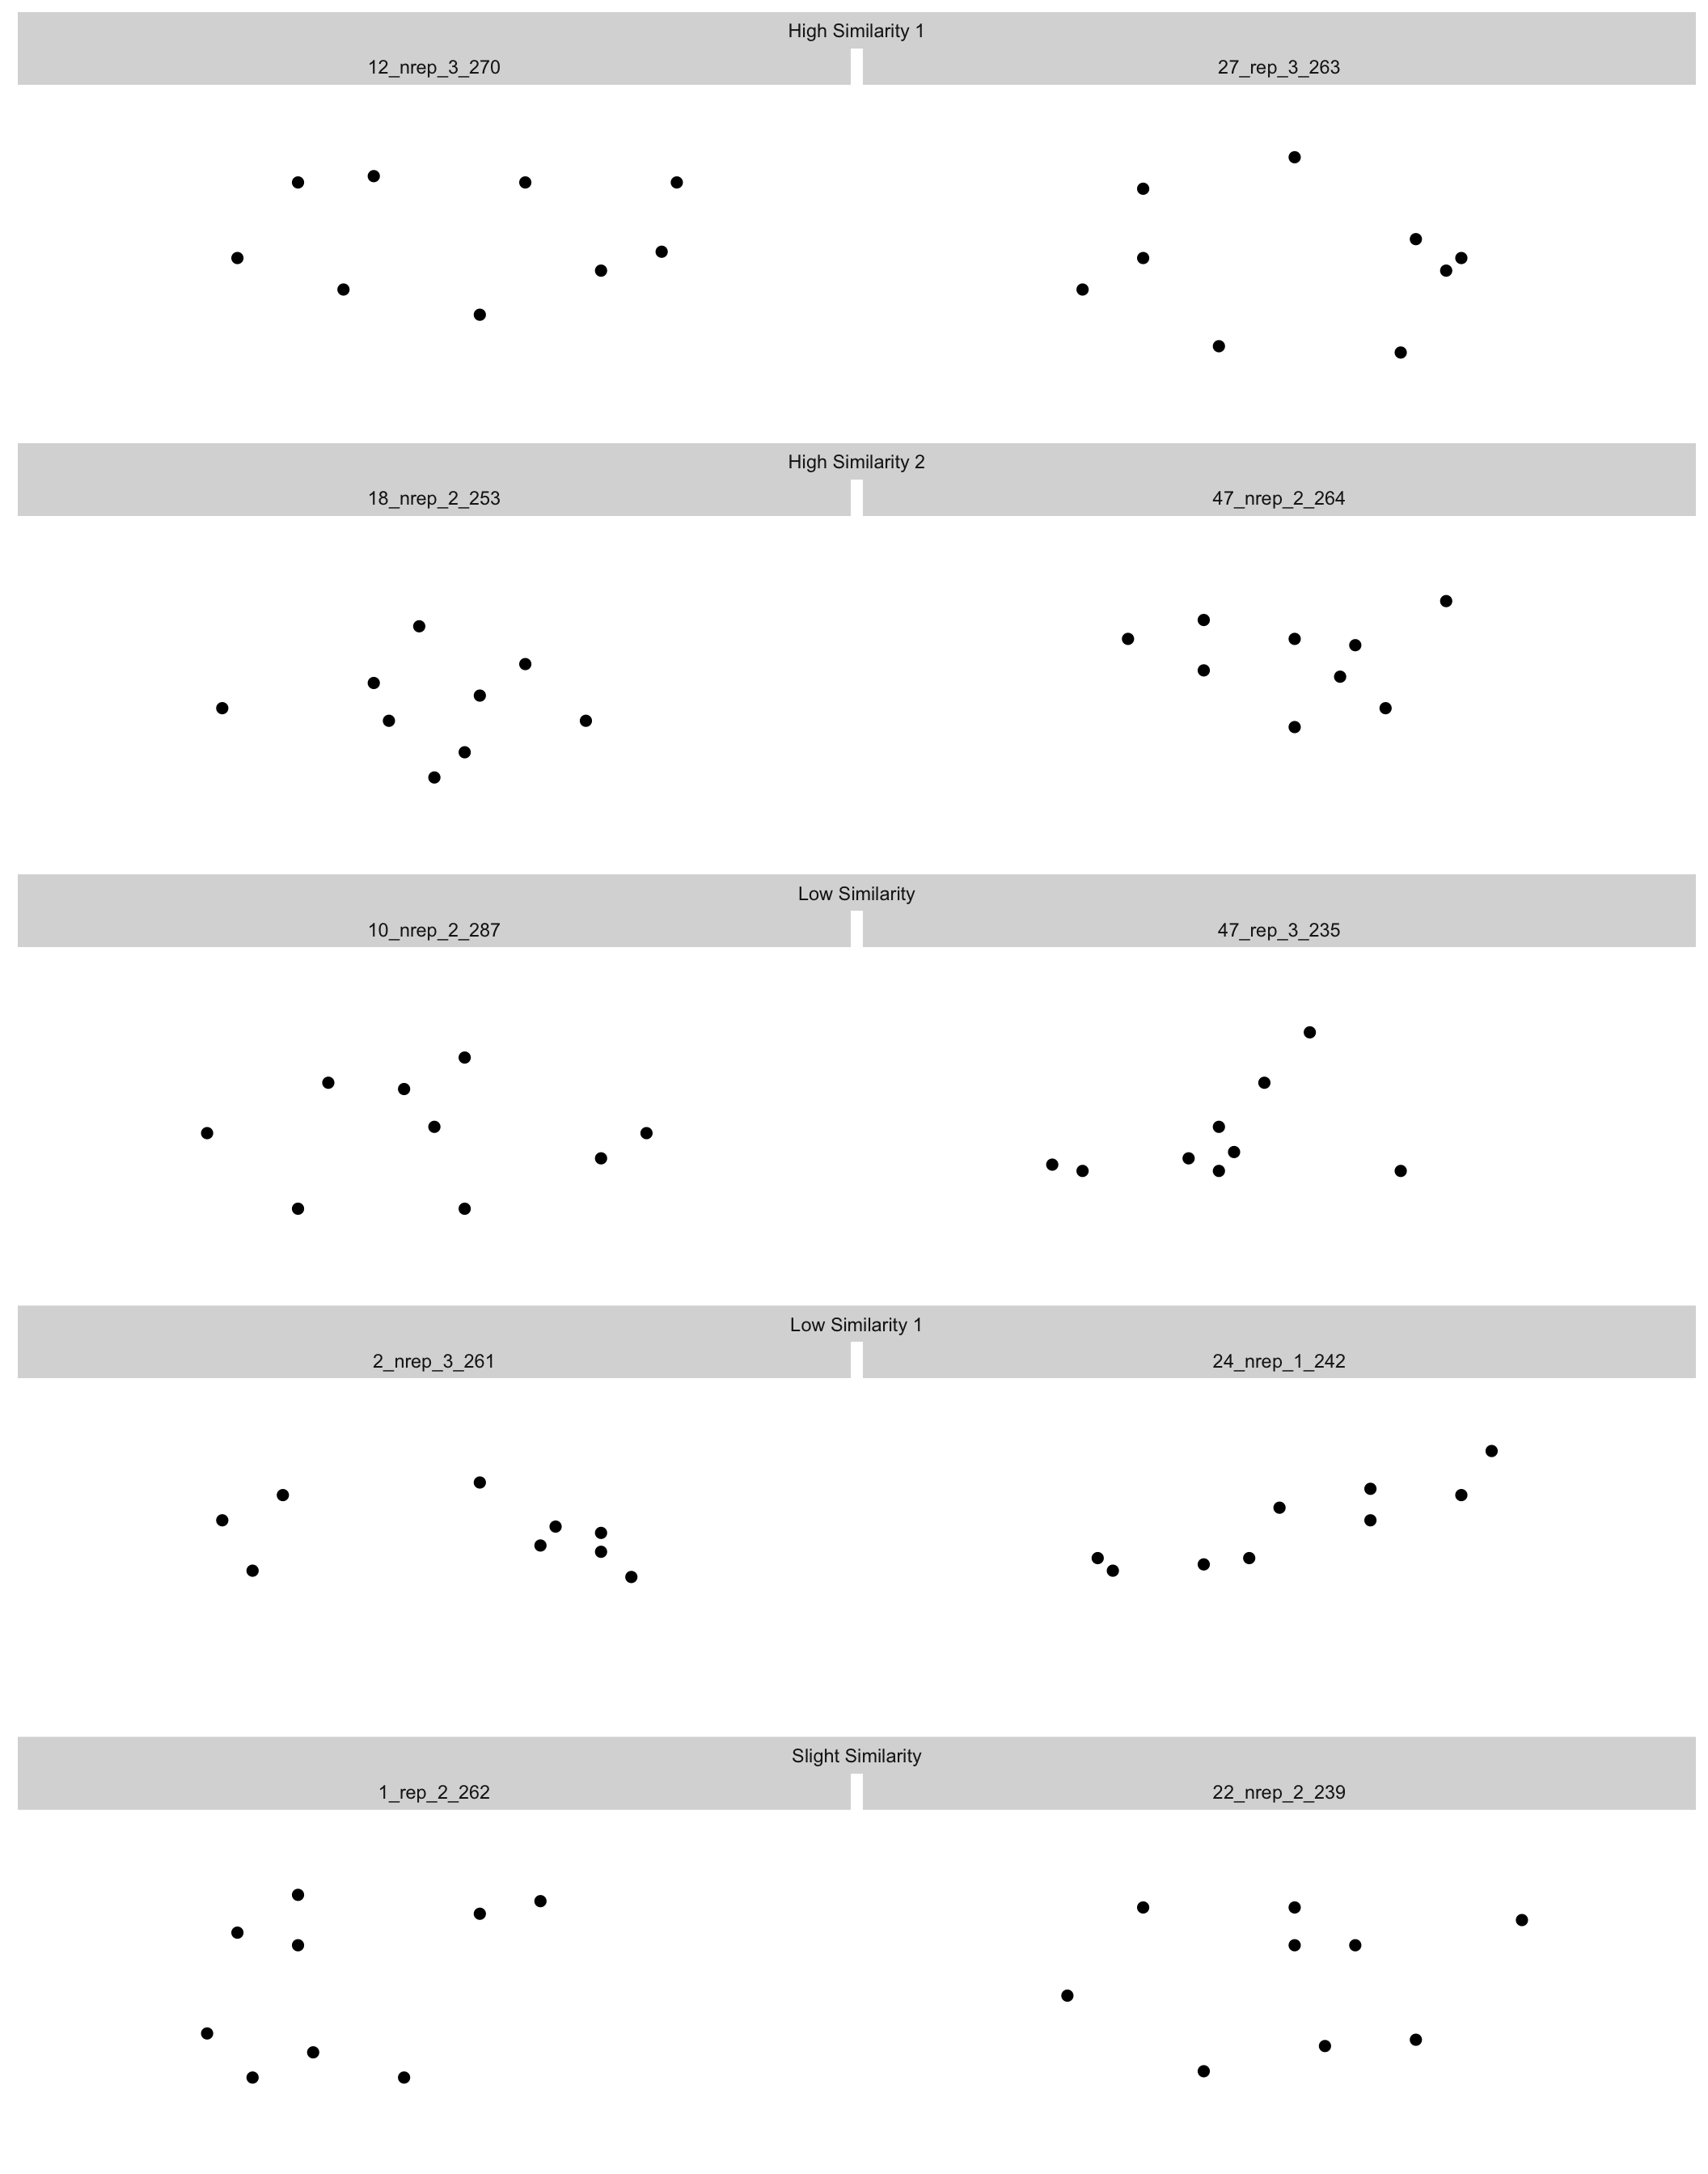 High Similarity 1
12_nrep_3_270
27_rep_3_263
High Similarity 2
18_nrep_2_253
47_nrep_2_264
Low Similarity
10_nrep_2_287
47_rep_3_235
Low Similarity 1
2_nrep_3_261
24_nrep_1_242
Slight Similarity
1_rep_2_262
22_nrep_2_239